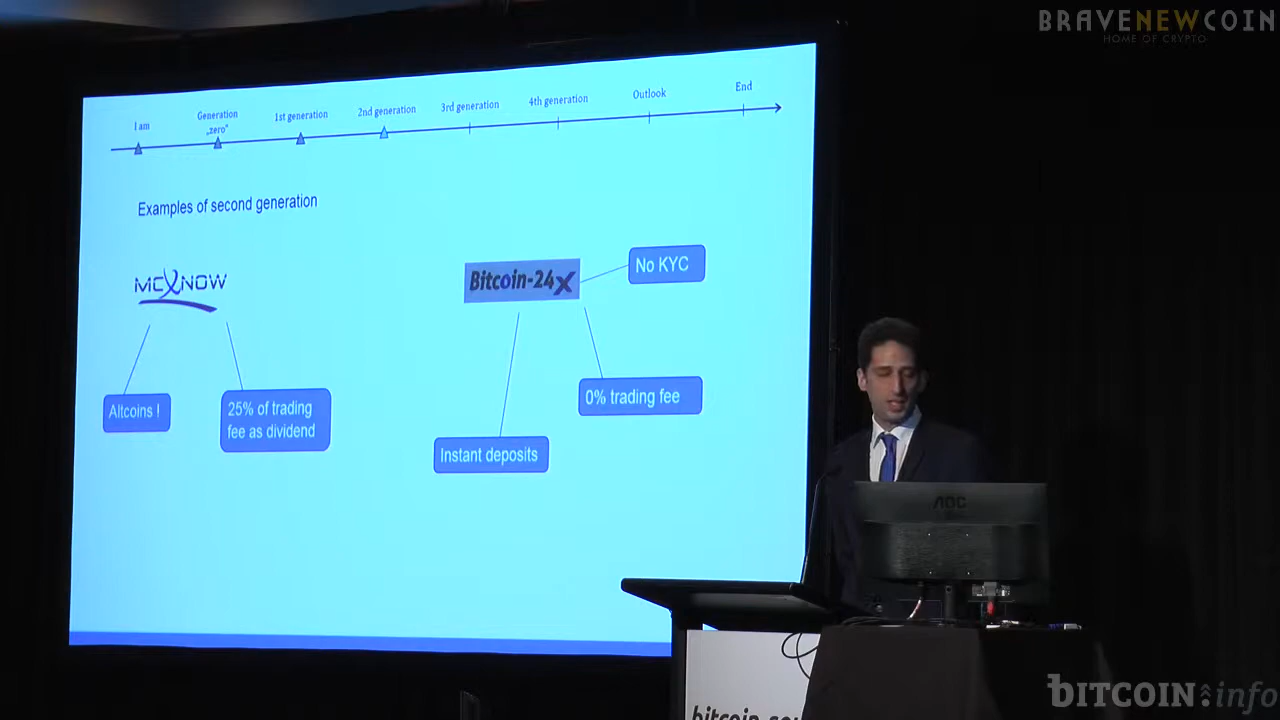 BRAVENEWCOIN
HOME OF CRYPTO
I am
Generation
„zero"
1st generation
2nd generation
3rd generation
4th generation
Outlook
End
Examples of second generation
MCXNOW
Bitcoin-24
No KYC
Altcoins !
25% of trading
fee as dividend
0% trading fee
Instant deposits
AOC
bitcoin
bITCOIN:info